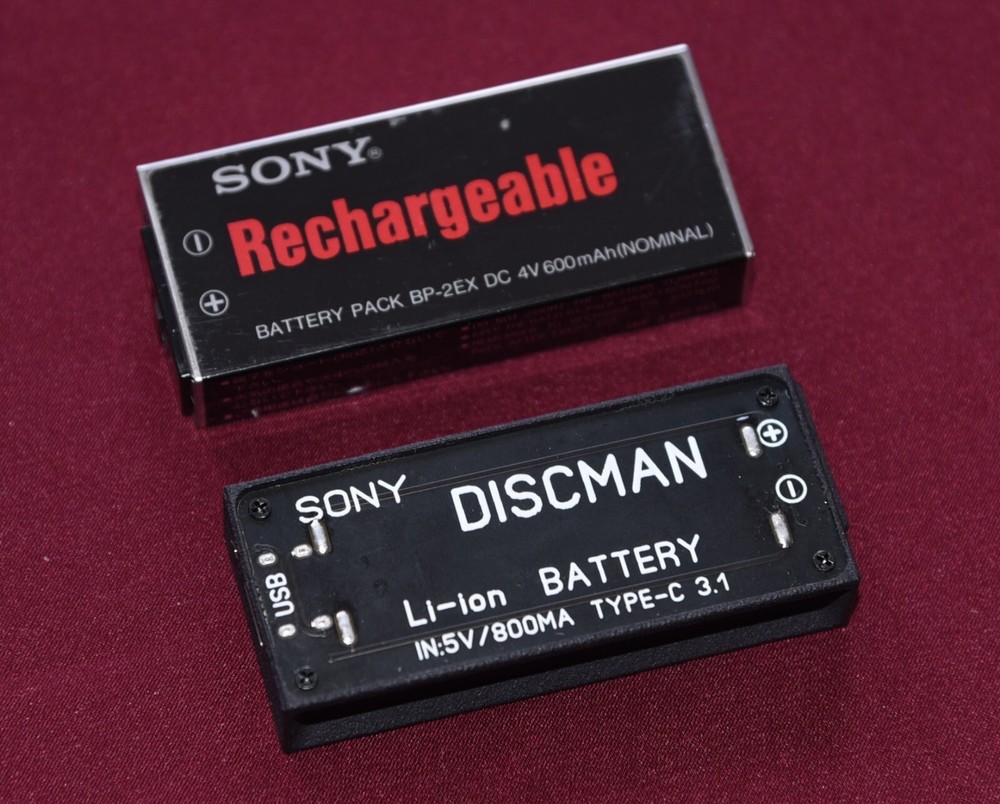 SONY®
Rechargeable
BATTERY PACK BP-2EX DC 4V 600mAh(NOMINAL)
SONY
DISCMAN
USB
Li-ion BATTERY
IN:5V/800MA TYPE-C 3.1